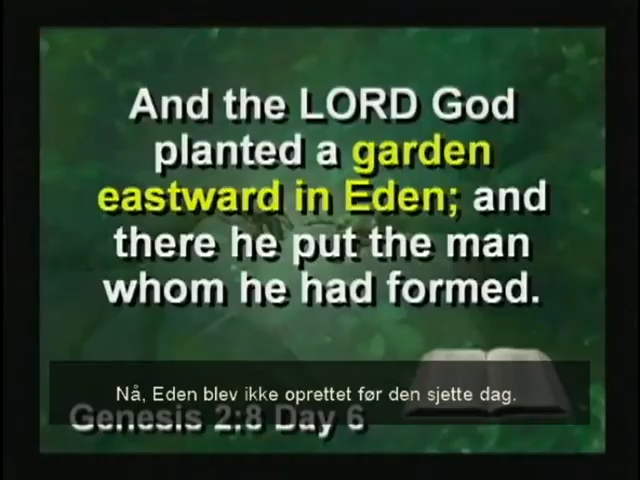 And the LORD God
planted a garden
eastward in Eden; and
there he put the man
whom he had formed.
Nå, Eden blev ikke oprettet før den sjette dag.
Genesis 2:8 Day 6